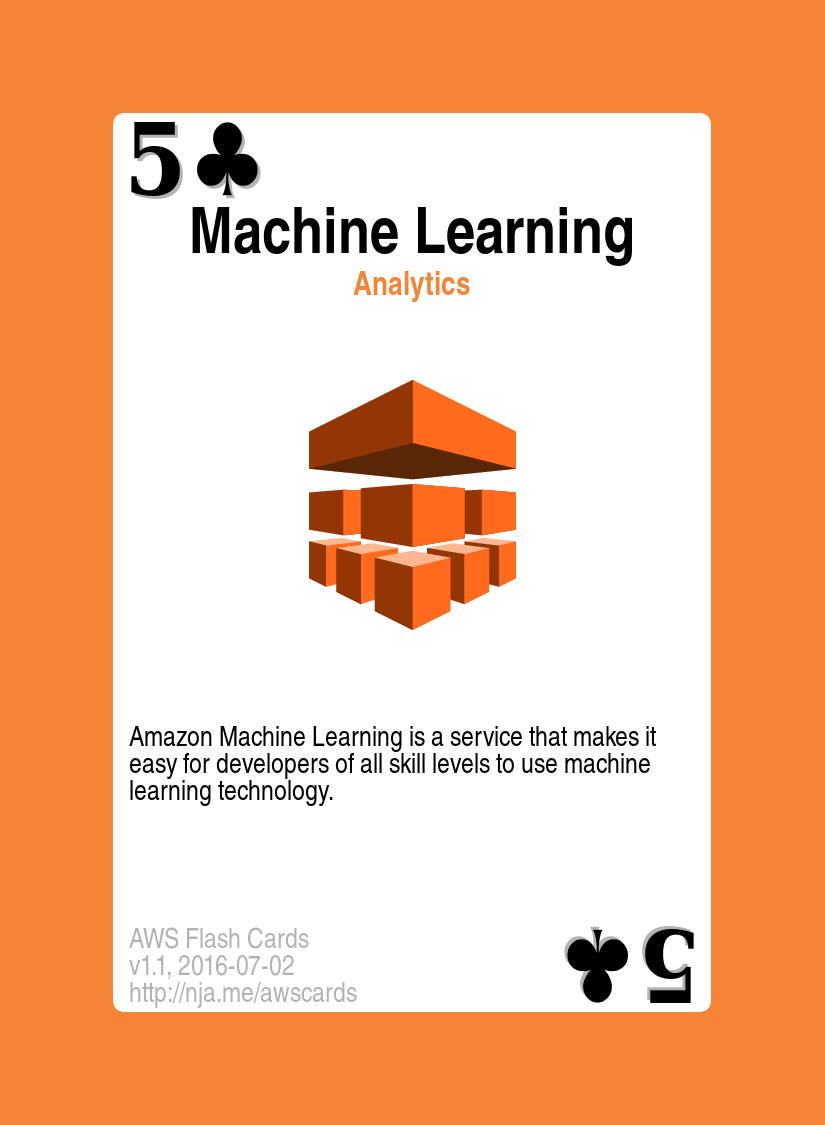 5♣
Machine Learning
Analytics
Amazon Machine Learning is a service that makes it
easy for developers of all skill levels to use machine
learning technology.
AWS Flash Cards
v1.1, 2016-07-02
http://nja.me/awscards
5♣